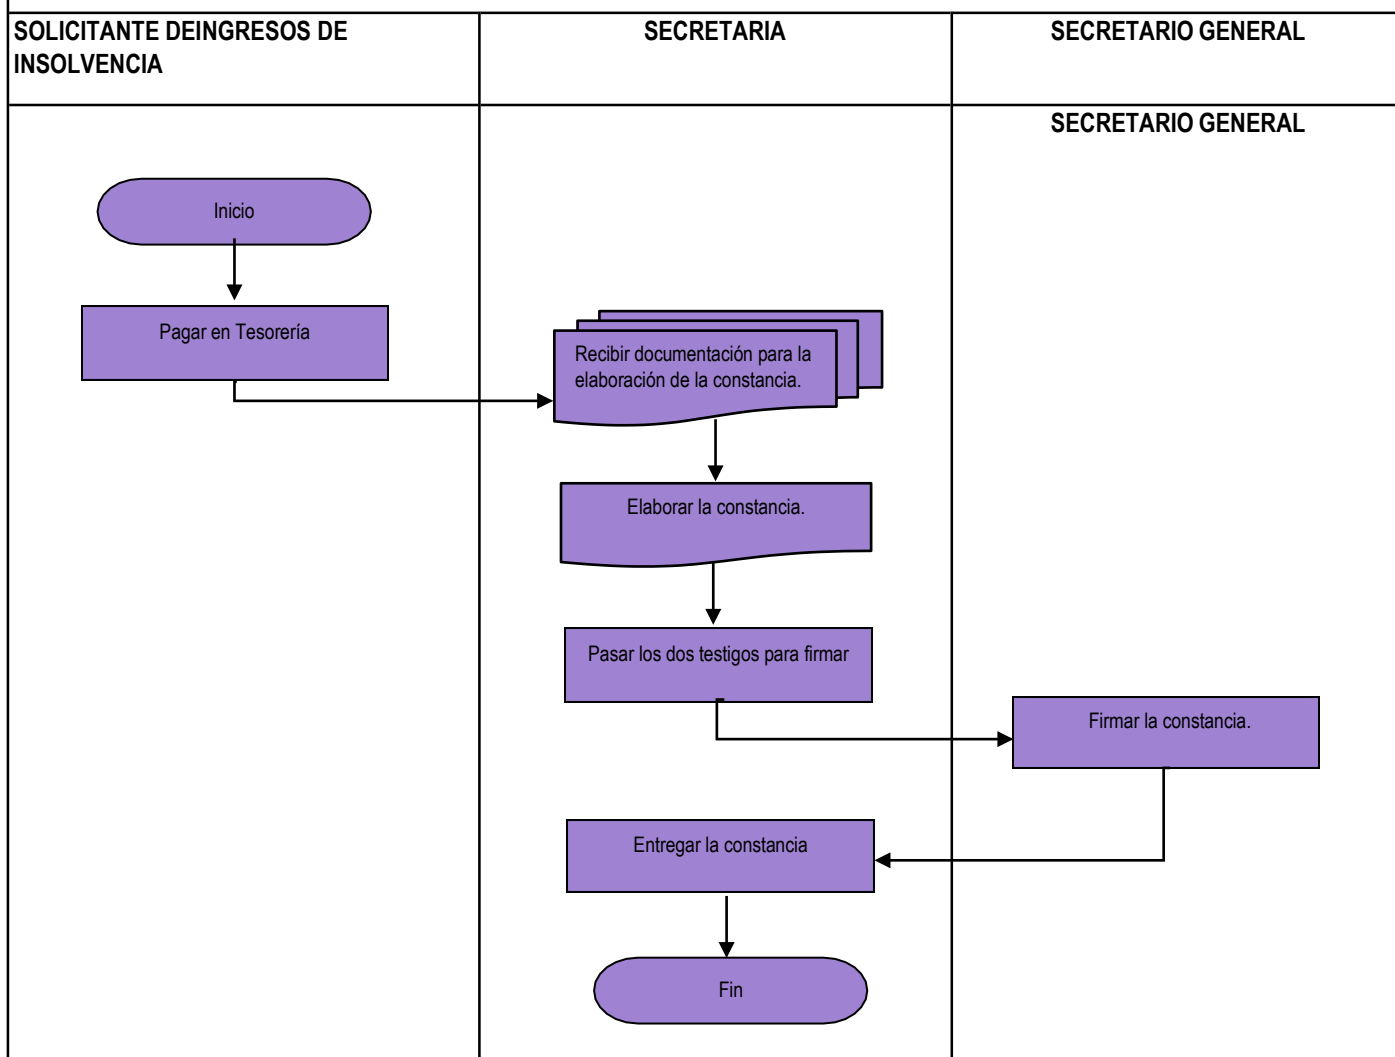 SOLICITANTE DEINGRESOS DE
INSOLVENCIA
SECRETARIA
SECRETARIO GENERAL
SECRETARIO GENERAL
Inicio
Pagar en Tesorería
Recibir documentación para la
elaboración de la constancia.
Elaborar la constancia.
Pasar los dos testigos para firmar
Firmar la constancia.
Entregar la constancia
Fin